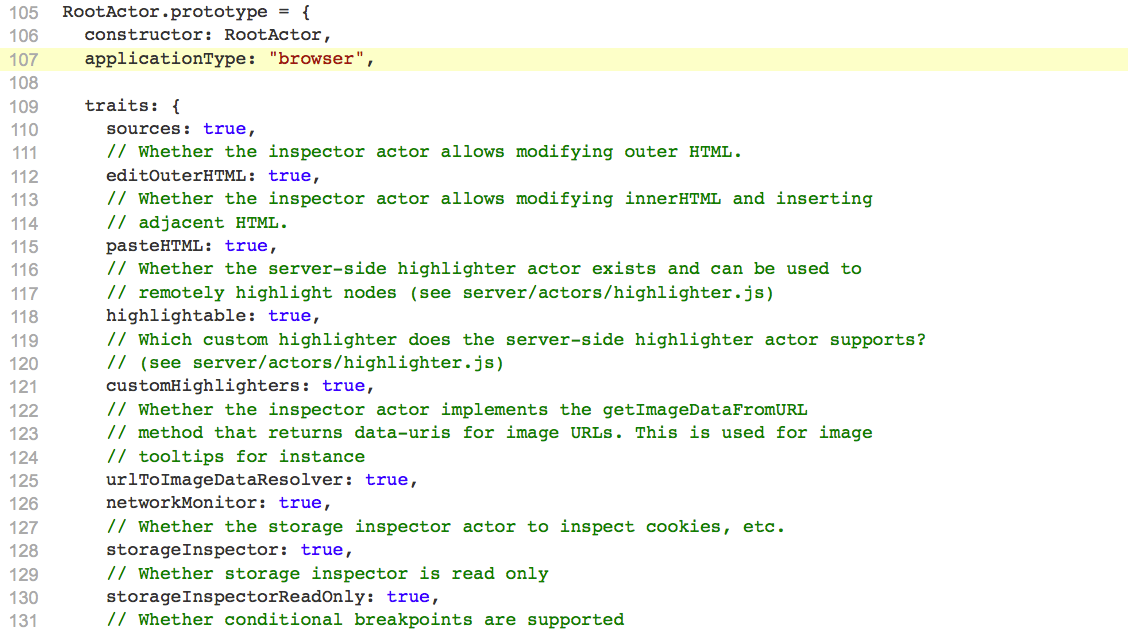 105 RootActor.prototype = {
106 constructor: RootActor,
107 applicationType: "browser",
108
109 traits: {
110 sources: true,
111 // Whether the inspector actor allows modifying outer HTML.
112 editOuterHTML: true,
113 // Whether the inspector actor allows modifying innerHTML and inserting
114 // adjacent HTML.
115 pasteHTML: true,
116 // Whether the server-side highlighter actor exists and can be used to
117 // remotely highlight nodes (see server/actors/highlighter.js)
118 highlightable: true,
119 // Which custom highlighter does the server-side highlighter actor supports?
120 // (see server/actors/highlighter.js)
121 customHighlighters: true,
122 // Whether the inspector actor implements the getImageDataFromURL
123 // method that returns data-uris for image URLs. This is used for image
124 // tooltips for instance
125 urlToImageDataResolver: true,
126 networkMonitor: true,
127 // Whether the storage inspector actor to inspect cookies, etc.
128 storageInspector: true,
129 // Whether storage inspector is read only
130 storageInspectorReadOnly: true,
131 // Whether conditional breakpoints are supported